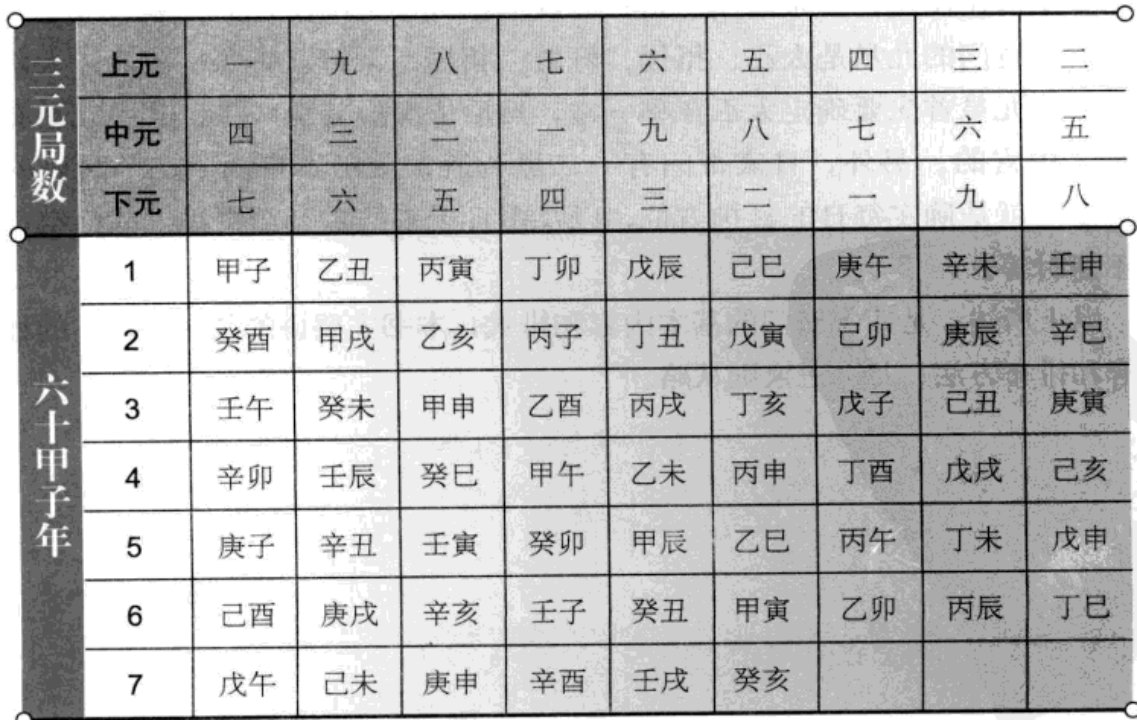 三元局数
上元 一 九 八 七 六 五 四 三 二
中元 四 三 二 一 九 八 七 六 五
下元 七 六 五 四 三 二 一 九 八
六十甲子年
1 甲子 乙丑 丙寅 丁卯 戊辰 己巳 庚午 辛未 壬申
2 癸酉 甲戌 乙亥 丙子 丁丑 戊寅 己卯 庚辰 辛巳
3 壬午 癸未 甲申 乙酉 丙戌 丁亥 戊子 己丑 庚寅
4 辛卯 壬辰 癸巳 甲午 乙未 丙申 丁酉 戊戌 己亥
5 庚子 辛丑 壬寅 癸卯 甲辰 乙巳 丙午 丁未 戊申
6 己酉 庚戌 辛亥 壬子 癸丑 甲寅 乙卯 丙辰 丁巳
7 戊午 己未 庚申 辛酉 壬戌 癸亥